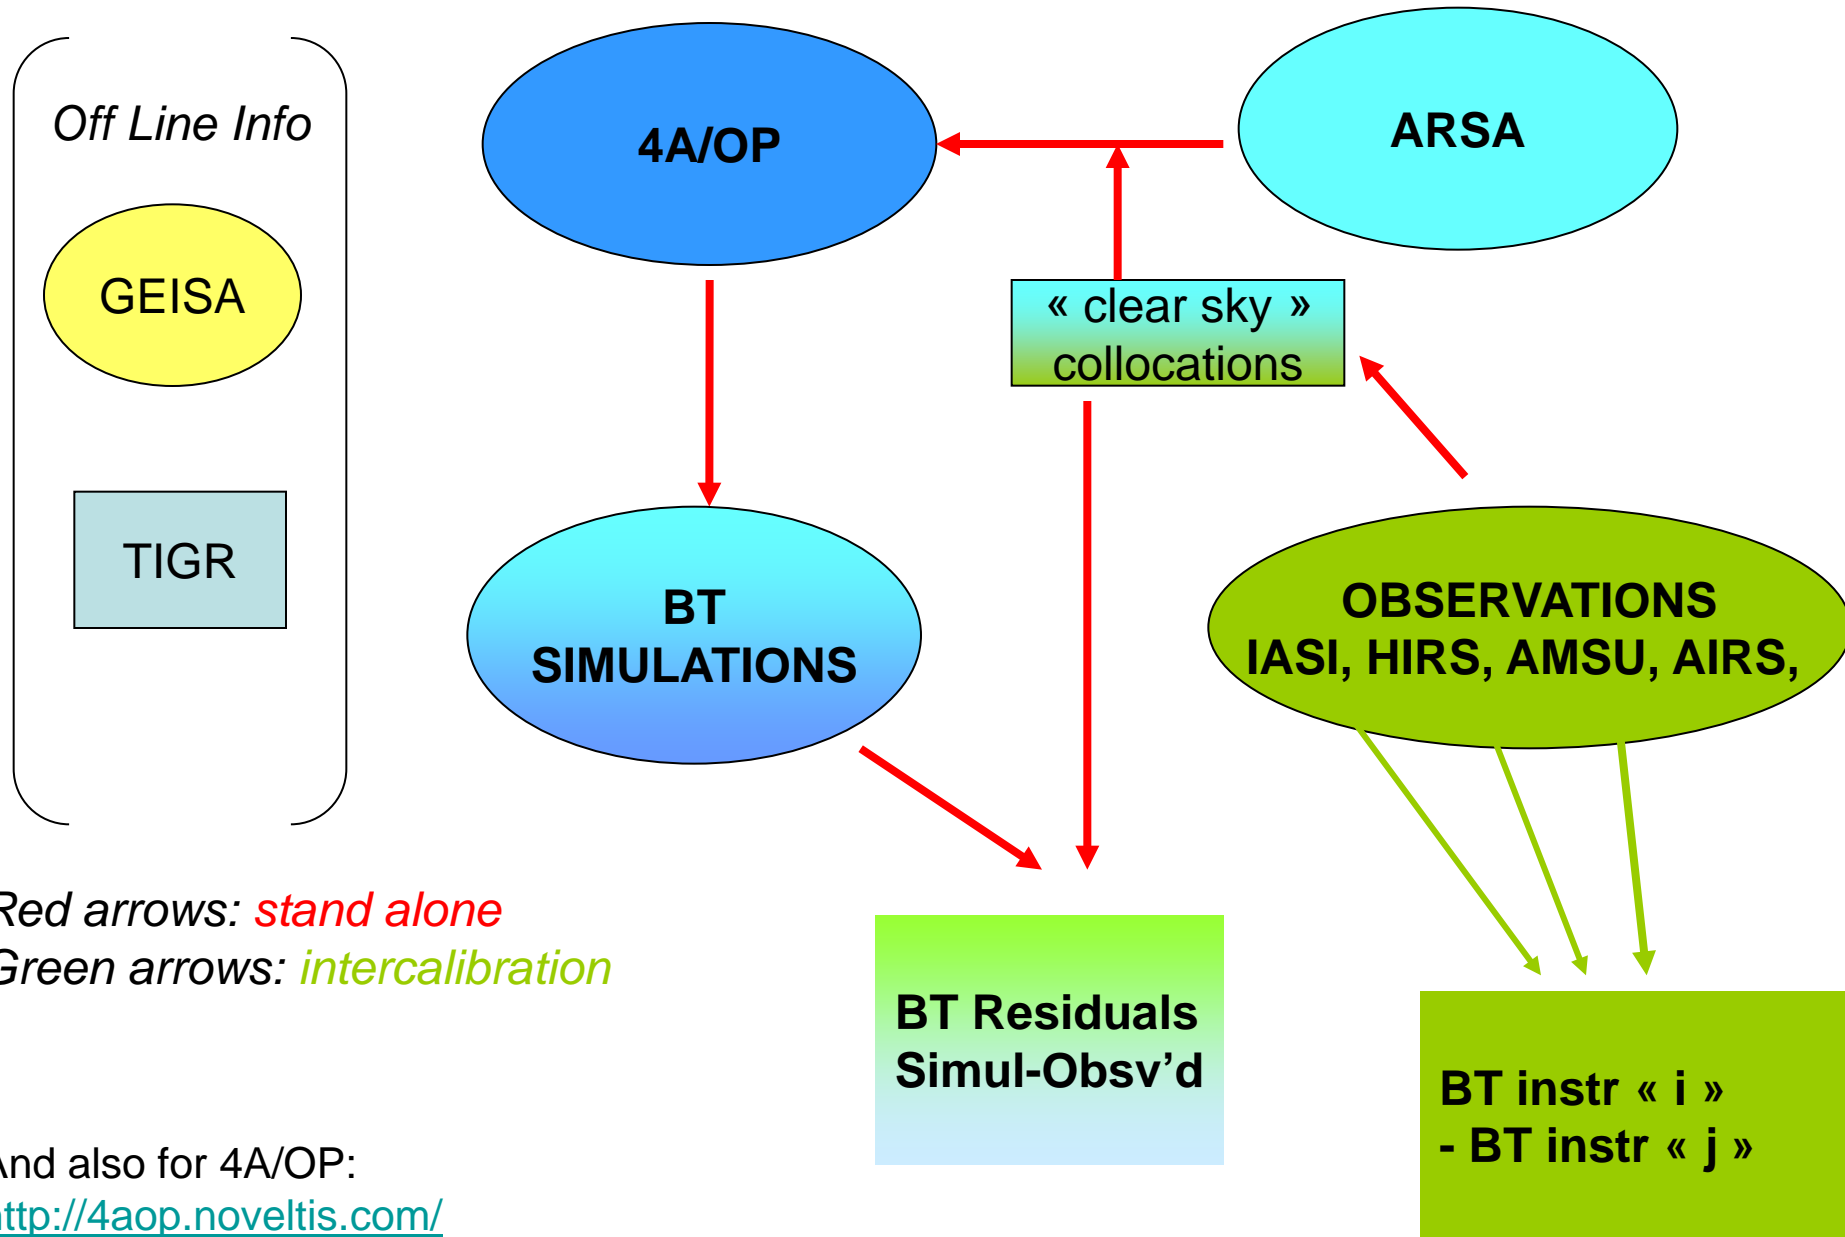 Off Line Info
GEISA
TIGR
4A/OP
ARSA
« clear sky »
collocations
BT
SIMULATIONS
OBSERVATIONS
IASI, HIRS, AMSU, AIRS,
Red arrows: stand alone
Green arrows: intercalibration
BT Residuals
Simul-Obsv’d
BT instr « i »
- BT instr « j »
And also for 4A/OP:
http://4aop.noveltis.com/